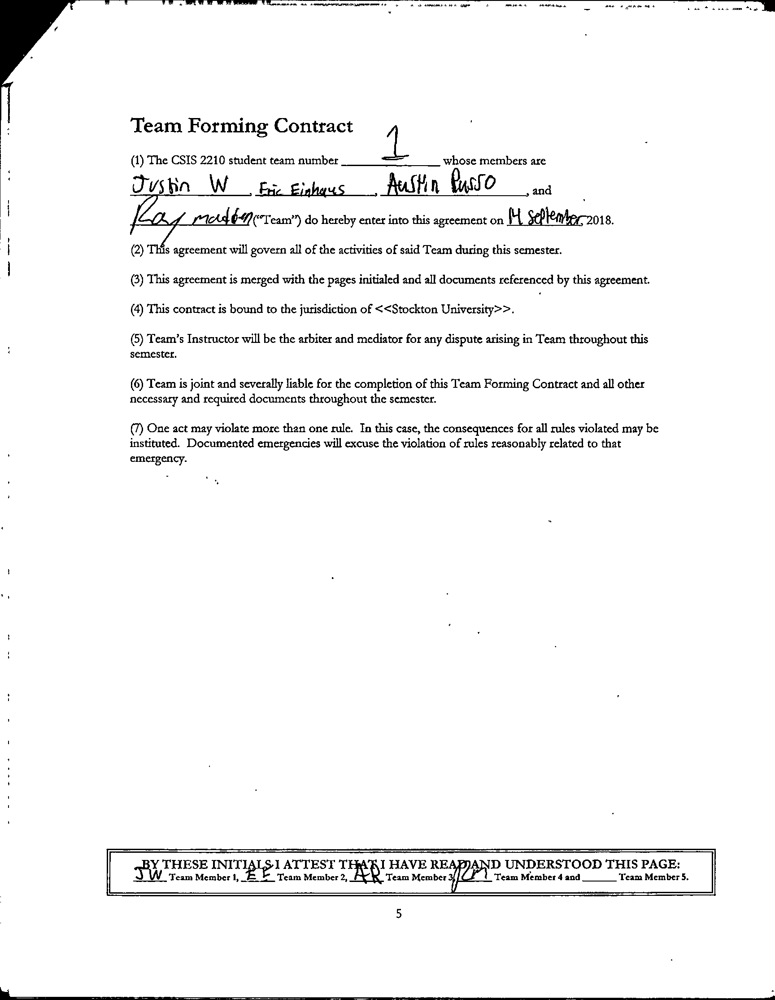 Team Forming Contract
(1) The CSIS 2210 student team number 1 whose members are
Justin W, Eric Einhaus, Austin Russo, and
Ray madden ("Team") do hereby enter into this agreement on 14 September, 2018.
(2) This agreement will govern all of the activities of said Team during this semester.
(3) This agreement is merged with the pages initialed and all documents referenced by this agreement.
(4) This contract is bound to the jurisdiction of <<Stockton University>>.
(5) Team's Instructor will be the arbiter and mediator for any dispute arising in Team throughout this
semester.
(6) Team is joint and severally liable for the completion of this Team Forming Contract and all other
necessary and required documents throughout the semester.
(7) One act may violate more than one rule. In this case, the consequences for all rules violated may be
instituted. Documented emergencies will excuse the violation of rules reasonably related to that
emergency.
BY THESE INITIALS I ATTEST THAT I HAVE READ AND UNDERSTOOD THIS PAGE:
JW Team Member 1, EE Team Member 2, AR Team Member 3, RM Team Member 4 and ______ Team Member 5.
5